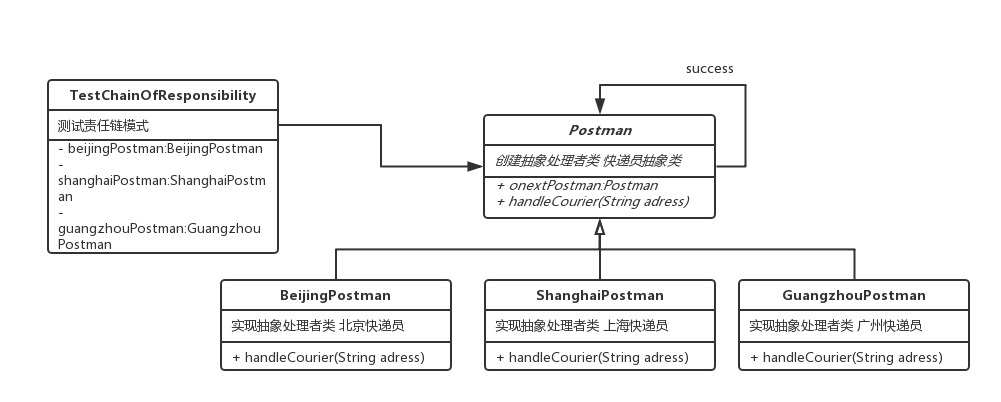 success
TestChainOfResponsibility
测试责任链模式
- beijingPostman:BeijingPostman
-
shanghaiPostman:ShanghaiPostm
an
-
guangzhouPostman:Guangzhou
Postman
Postman
创建抽象处理者类 快递员抽象类
+ onextPostman:Postman
+ handleCourier(String adress)
BeijingPostman
实现抽象处理者类 北京快递员
+ handleCourier(String adress)
ShanghaiPostman
实现抽象处理者类 上海快递员
+ handleCourier(String adress)
GuangzhouPostman
实现抽象处理者类 广州快递员
+ handleCourier(String adress)